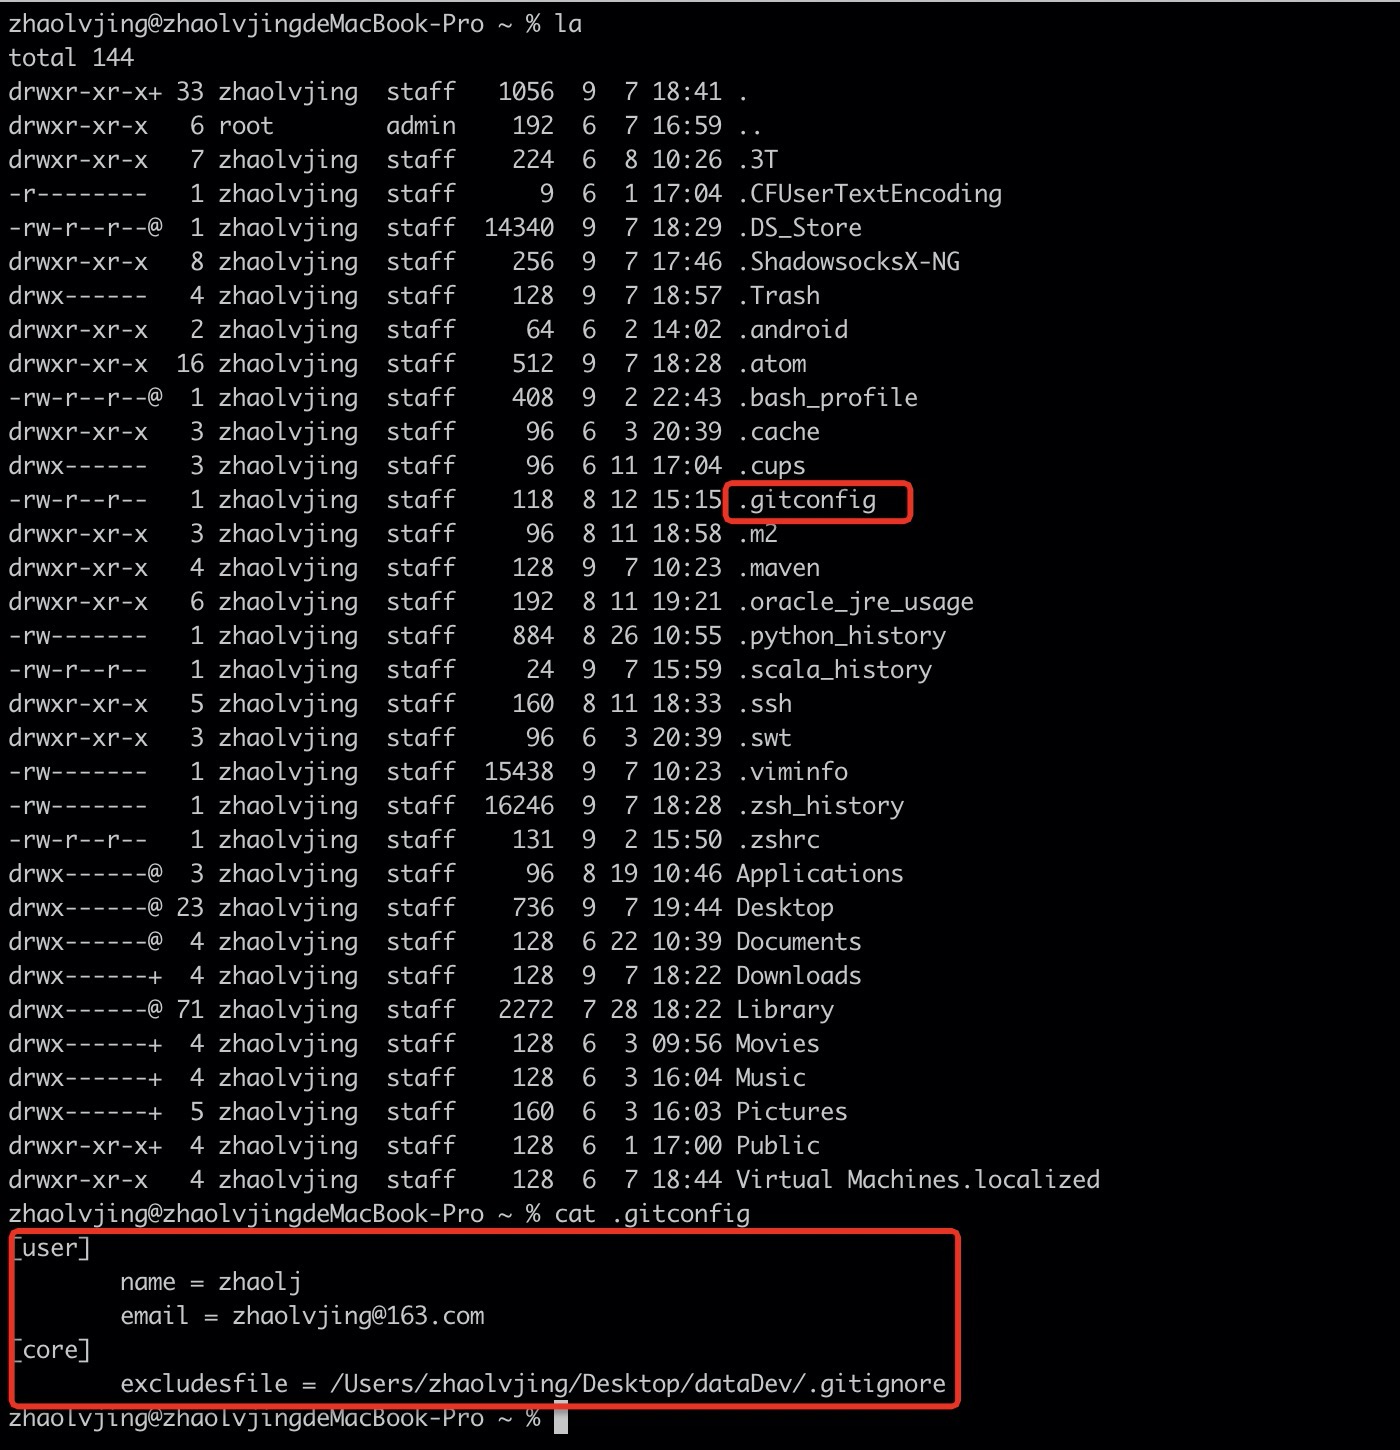 zhaolvjing@zhaolvjingdeMacBook-Pro ~ % la
total 144
drwxr-xr-x+ 33 zhaolvjing  staff   1056  9  7 18:41 .
drwxr-xr-x   6 root        admin    192  6  7 16:59 ..
drwxr-xr-x   7 zhaolvjing  staff    224  6  8 10:26 .3T
-r--------   1 zhaolvjing  staff      9  6  1 17:04 .CFUserTextEncoding
-rw-r--r--@  1 zhaolvjing  staff  14340  9  7 18:29 .DS_Store
drwxr-xr-x   8 zhaolvjing  staff    256  9  7 17:46 .ShadowsocksX-NG
drwx------   4 zhaolvjing  staff    128  9  7 18:57 .Trash
drwxr-xr-x   2 zhaolvjing  staff     64  6  2 14:02 .android
drwxr-xr-x  16 zhaolvjing  staff    512  9  7 18:28 .atom
-rw-r--r--@  1 zhaolvjing  staff    408  9  2 22:43 .bash_profile
drwxr-xr-x   3 zhaolvjing  staff     96  6  3 20:39 .cache
drwx------   3 zhaolvjing  staff     96  6 11 17:04 .cups
-rw-r--r--   1 zhaolvjing  staff    118  8 12 15:15 .gitconfig
drwxr-xr-x   3 zhaolvjing  staff     96  8 11 18:58 .m2
drwxr-xr-x   4 zhaolvjing  staff    128  9  7 10:23 .maven
drwxr-xr-x   6 zhaolvjing  staff    192  8 11 19:21 .oracle_jre_usage
-rw-------   1 zhaolvjing  staff    884  8 26 10:55 .python_history
-rw-r--r--   1 zhaolvjing  staff     24  9  7 15:59 .scala_history
drwxr-xr-x   5 zhaolvjing  staff    160  8 11 18:33 .ssh
drwxr-xr-x   3 zhaolvjing  staff     96  6  3 20:39 .swt
-rw-------   1 zhaolvjing  staff  15438  9  7 10:23 .viminfo
-rw-------   1 zhaolvjing  staff  16246  9  7 18:28 .zsh_history
-rw-r--r--   1 zhaolvjing  staff    131  9  2 15:50 .zshrc
drwx------@  3 zhaolvjing  staff     96  8 19 10:46 Applications
drwx------@ 23 zhaolvjing  staff    736  9  7 19:44 Desktop
drwx------@  4 zhaolvjing  staff    128  6 22 10:39 Documents
drwx------+  4 zhaolvjing  staff    128  9  7 18:22 Downloads
drwx------@ 71 zhaolvjing  staff   2272  7 28 18:22 Library
drwx------+  4 zhaolvjing  staff    128  6  3 09:56 Movies
drwx------+  4 zhaolvjing  staff    128  6  3 16:04 Music
drwx------+  5 zhaolvjing  staff    160  6  3 16:03 Pictures
drwxr-xr-x+  4 zhaolvjing  staff    128  6  1 17:00 Public
drwxr-xr-x   4 zhaolvjing  staff    128  6  7 18:44 Virtual Machines.localized
zhaolvjing@zhaolvjingdeMacBook-Pro ~ % cat .gitconfig
[user]
        name = zhaolj
        email = zhaolvjing@163.com
[core]
        excludesfile = /Users/zhaolvjing/Desktop/dataDev/.gitignore
zhaolvjing@zhaolvjingdeMacBook-Pro ~ %